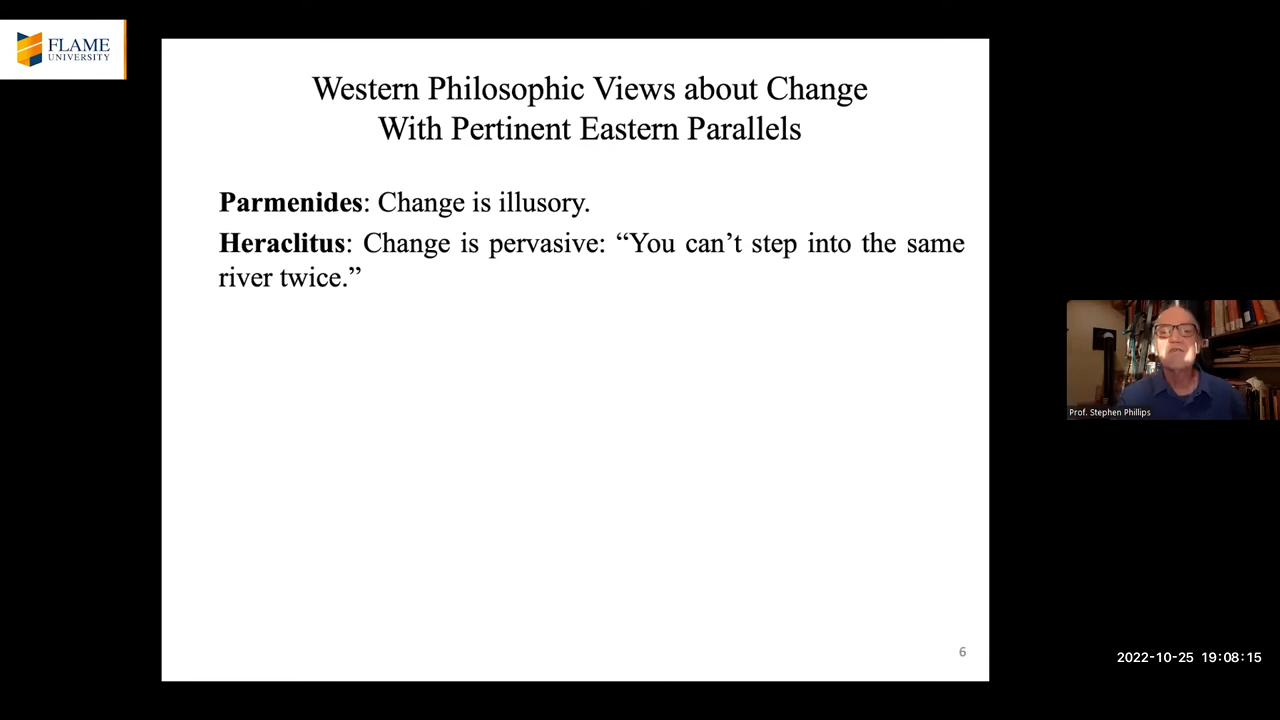 FLAME
UNIVERSITY
Western Philosophic Views about Change
With Pertinent Eastern Parallels
Parmenides: Change is illusory.
Heraclitus: Change is pervasive: “You can’t step into the same
river twice.”
Prof. Stephen Phillips
6
2022-10-25 19:08:15